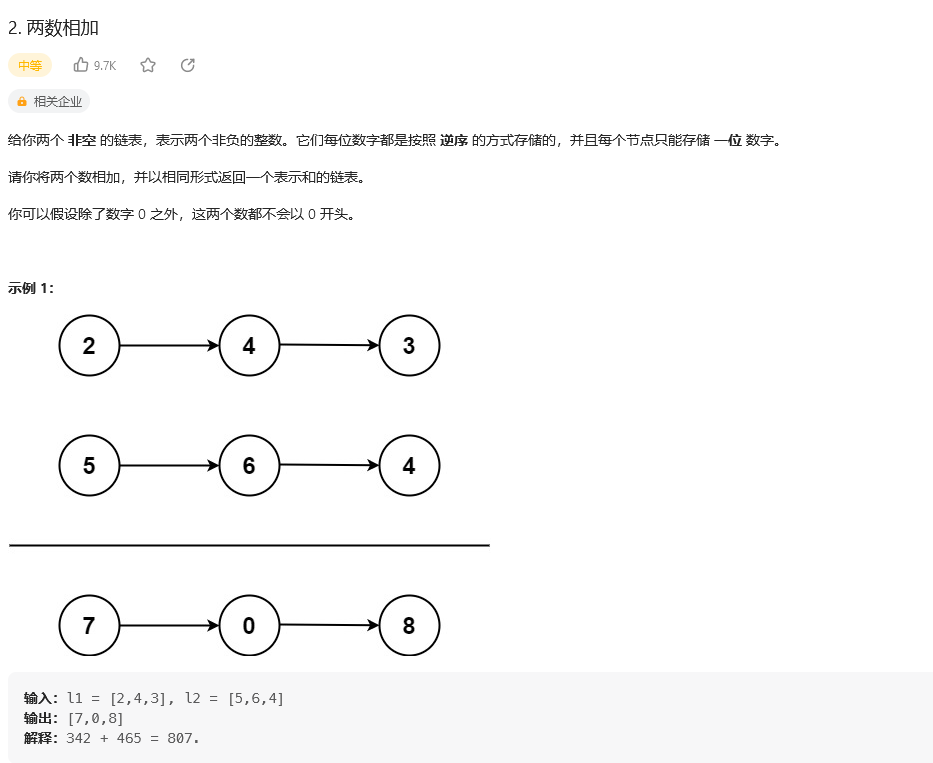 2. 两数相加
中等 9.7K
相关企业
给你两个 非空 的链表，表示两个非负的整数。它们每位数字都是按照 逆序 的方式存储的，并且每个节点只能存储 一位 数字。
请你将两个数相加，并以相同形式返回一个表示和的链表。
你可以假设除了数字 0 之外，这两个数都不会以 0 开头。
示例 1：
2 4 3
5 6 4
7 0 8
输入：l1 = [2,4,3], l2 = [5,6,4]
输出：[7,0,8]
解释：342 + 465 = 807.